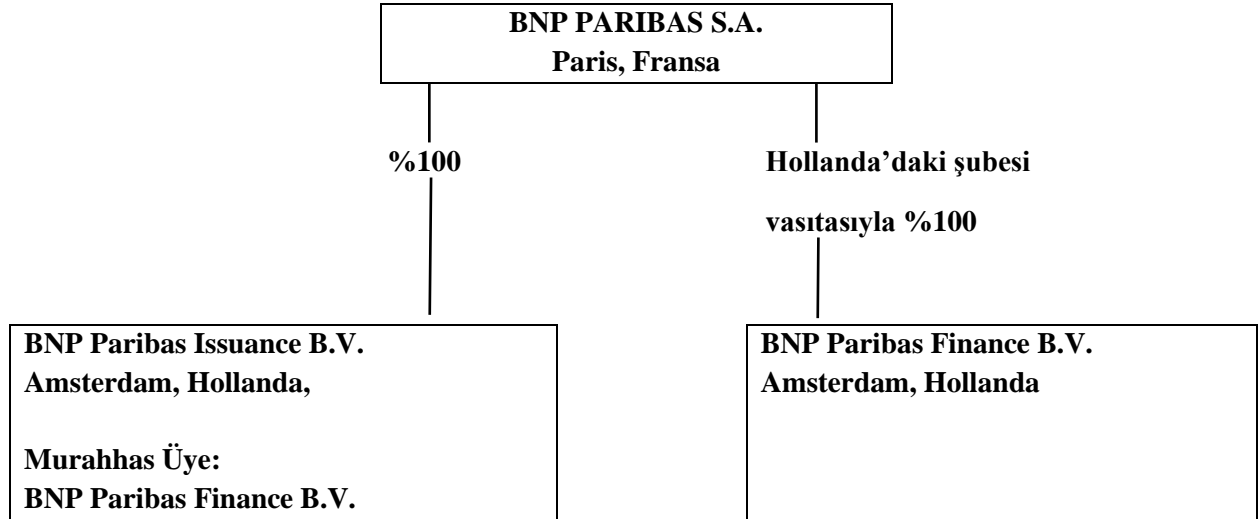 BNP PARIBAS S.A.
Paris, Fransa
%100
Hollanda’daki şubesi
vasıtasıyla %100
BNP Paribas Issuance B.V.
Amsterdam, Hollanda,
Murahhas Üye:
BNP Paribas Finance B.V.
BNP Paribas Finance B.V.
Amsterdam, Hollanda